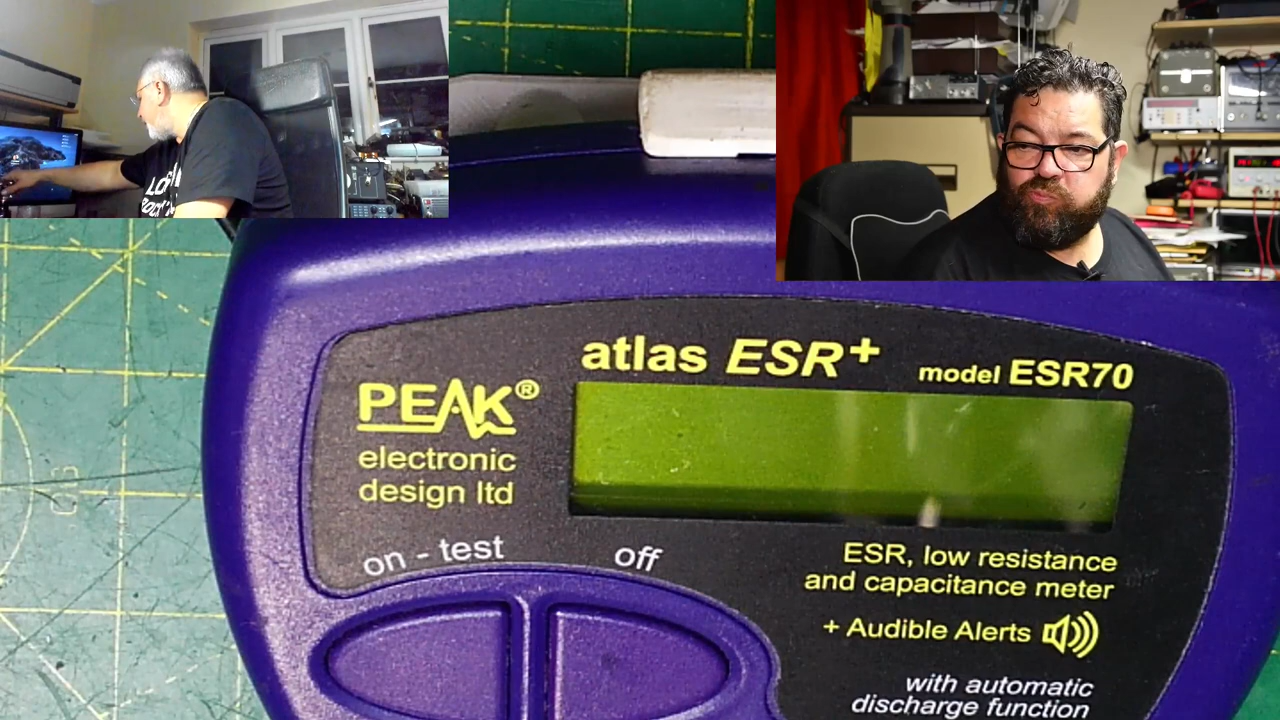 atlas ESR+
model ESR70
PEAK®
electronic
design ltd
on - test
off
ESR, low resistance
and capacitance meter
+ Audible Alerts
with automatic
discharge function